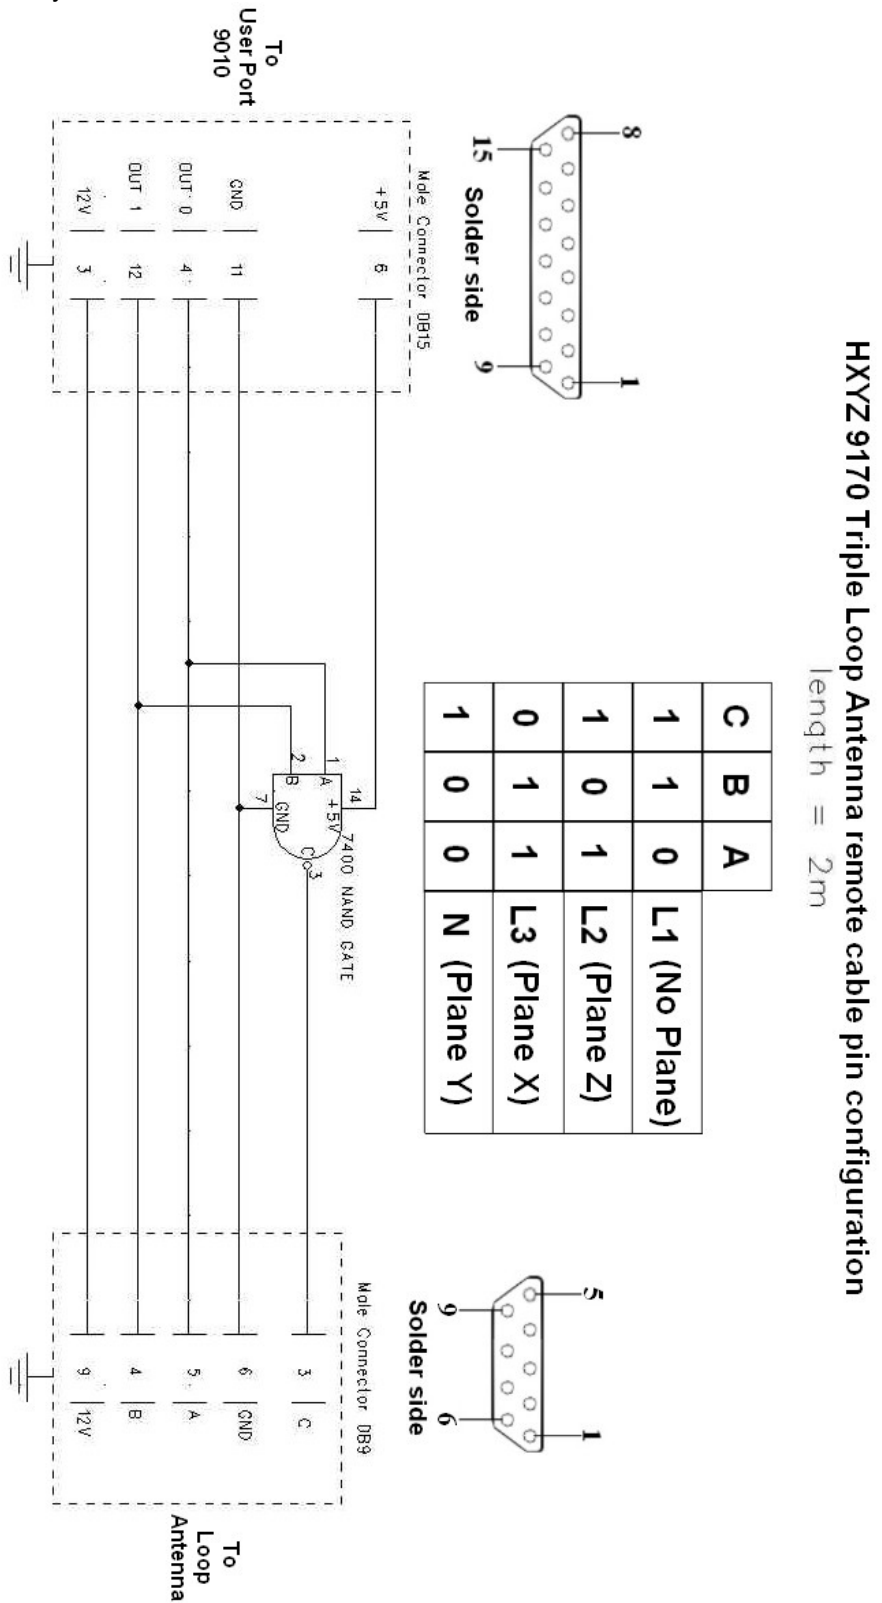 HXYZ 9170 Triple Loop Antenna remote cable pin configuration
length = 2m
8
1
15
9
Solder side
C B A
1 1 0 L1 (No Plane)
1 0 1 L2 (Plane Z)
0 1 1 L3 (Plane X)
1 0 0 N (Plane Y)
5
1
9
6
Solder side
To
User Port
9010
Male Connector DB15
+5V 6
GND 11
OUT 0 4
OUT 1 12
12V 3
7400 NAND GATE
14
+5V
1
A
2
B
7
GND
C
3
Male Connector DB9
3 C
6 GND
5 A
4 B
9 12V
To
Loop
Antenna